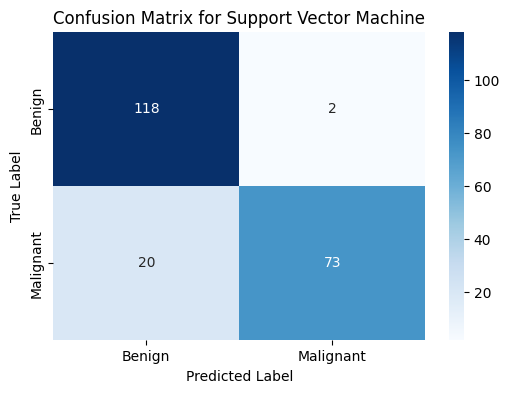 Confusion Matrix for Support Vector Machine
True Label
Benign
118
2
Malignant
20
73
Benign
Malignant
Predicted Label
100
80
60
40
20